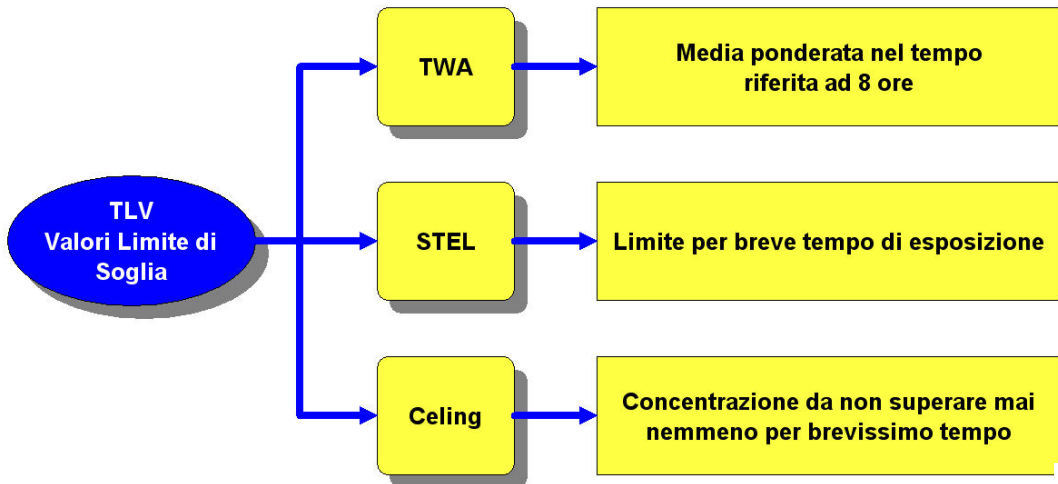 TLV
Valori Limite di
Soglia
TWA
Media ponderata nel tempo
riferita ad 8 ore
STEL
Limite per breve tempo di esposizione
Celing
Concentrazione da non superare mai
nemmeno per brevissimo tempo